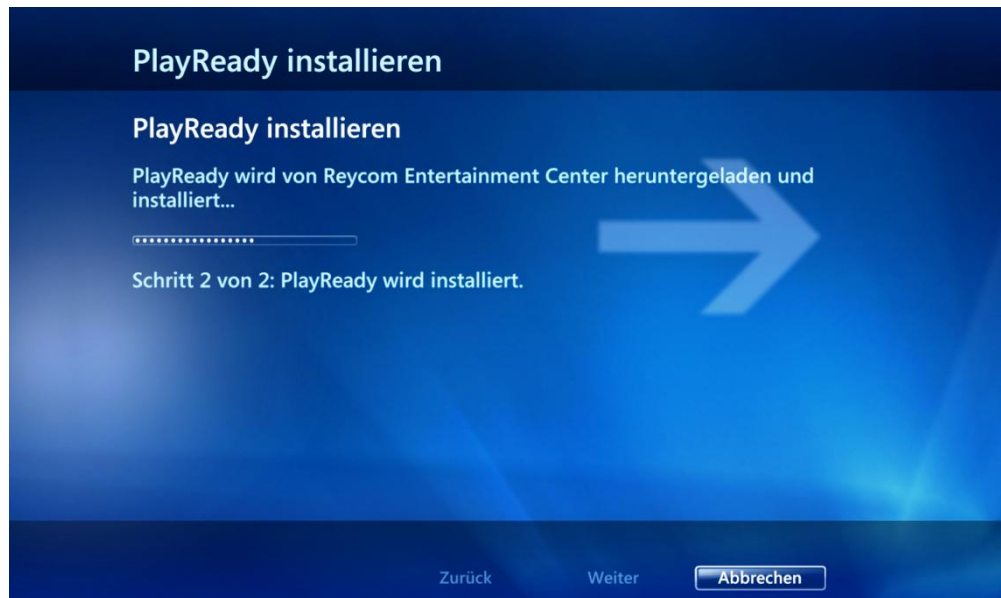 PlayReady installieren
PlayReady installieren
PlayReady wird von Reycom Entertainment Center heruntergeladen und
installiert...
Schritt 2 von 2: PlayReady wird installiert.
Zurück Weiter Abbrechen